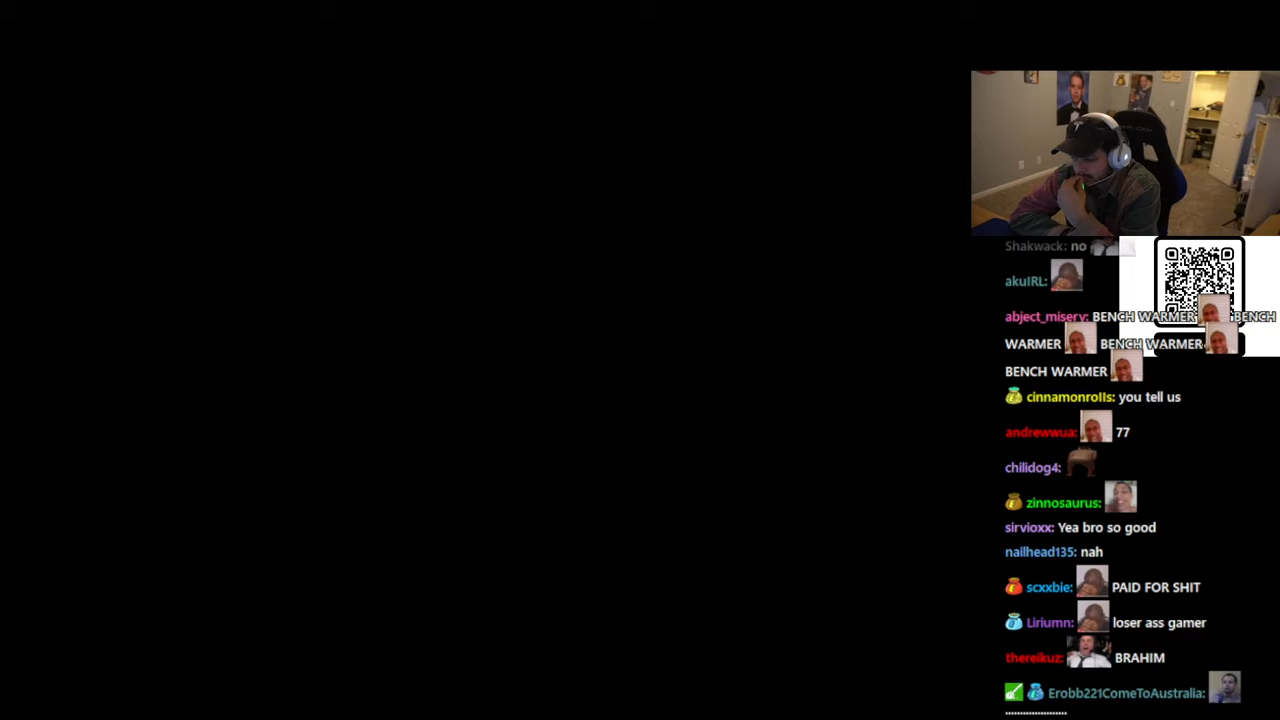 Shakwack: no
akuIRL:
abject_misery: BENCH WARMER BENCH
WARMER BENCH WARMER
BENCH WARMER
cinnamonrolls: you tell us
andrewwua: 77
chilidog4:
zinnosaurus:
sirvioxx: Yea bro so good
nailhead135: nah
scxxbie: PAID FOR SHIT
Liriumn: loser ass gamer
thereikuz: BRAHIM
Erobb221ComeToAustralia: